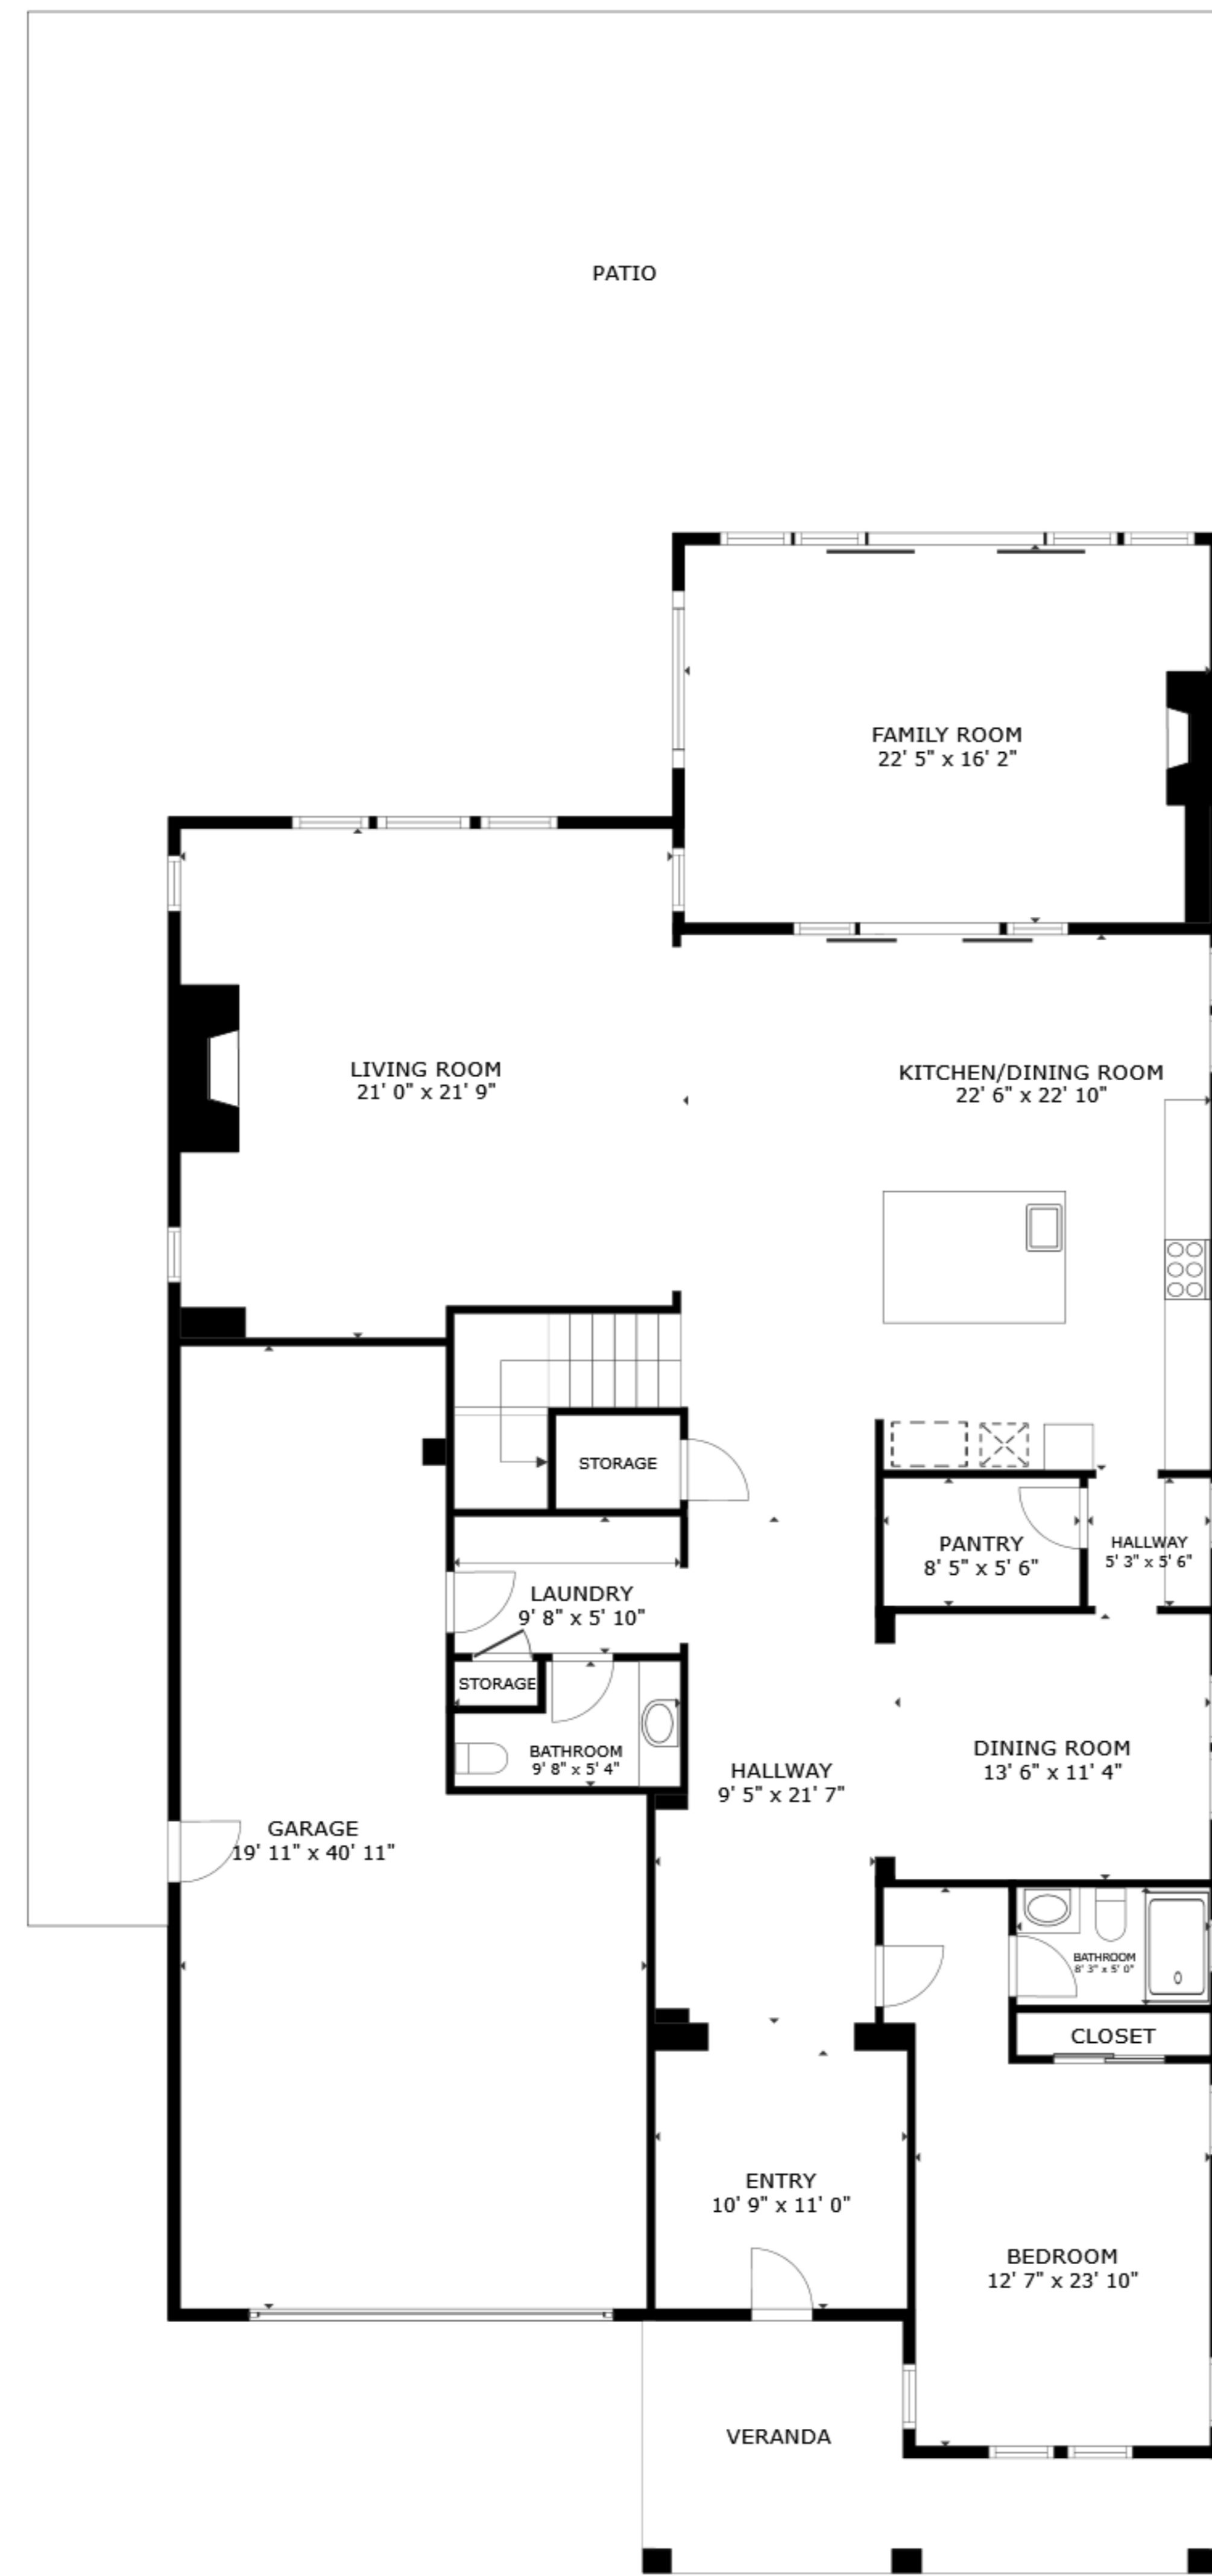 PATIO
FAMILY ROOM
22' 5" x 16' 2"
LIVING ROOM
21' 0" x 21' 9"
KITCHEN/DINING ROOM
22' 6" x 22' 10"
STORAGE
PANTRY
8' 5" x 5' 6"
HALLWAY
5' 3" x 5' 6"
LAUNDRY
9' 8" x 5' 10"
STORAGE
BATHROOM
9' 8" x 5' 4"
HALLWAY
9' 5" x 21' 7"
DINING ROOM
13' 6" x 11' 4"
GARAGE
19' 11" x 40' 11"
BATHROOM
8' 3" x 5' 0"
CLOSET
ENTRY
10' 9" x 11' 0"
BEDROOM
12' 7" x 23' 10"
VERANDA